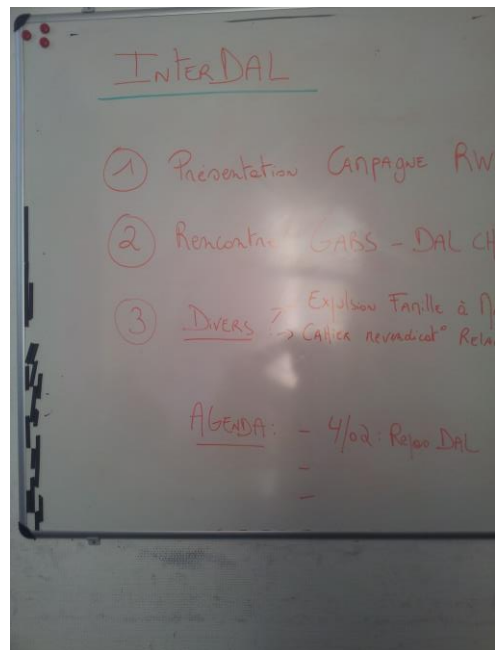 InterDAL
1 Présentation Campagne RW
2 Rencontre GABS - DAL CH
3 Divers : → Expulsion Famille à
→ Cahier revendicat° Rela
Agenda : - 4/02 : Repo DAL
-
-